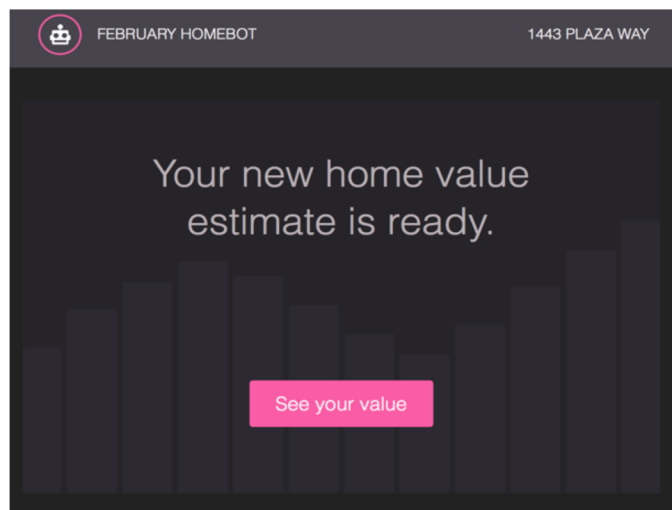 FEBRUARY HOMEBOT
1443 PLAZA WAY
Your new home value
estimate is ready.
See your value